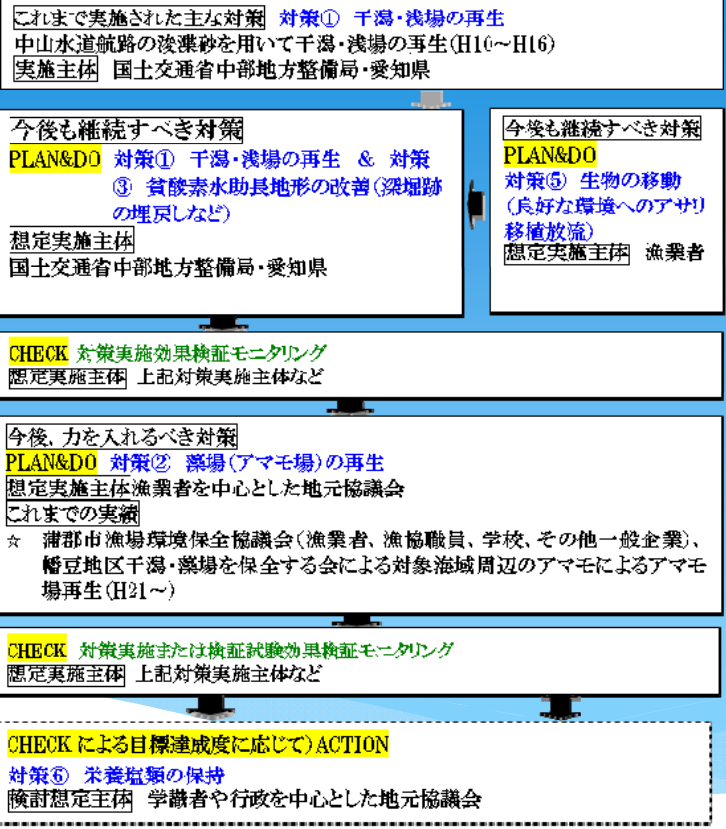 これまで実施された主な対策 対策① 干潟・浅場の再生
中山水道航路の浚渫砂を用いて干潟・浅場の再生(H10～H16)
実施主体 国土交通省中部地方整備局・愛知県
今後も継続すべき対策
PLAN&DO 対策① 干潟・浅場の再生 & 対策
③ 貧酸素水助長地形の改善(深堀跡
の埋戻しなど)
想定実施主体
国土交通省中部地方整備局・愛知県
今後も継続すべき対策
PLAN&DO
対策⑤ 生物の移動
(良好な環境へのアサリ
移植放流)
想定実施主体 漁業者
CHECK 対策実施効果検証モニタリング
想定実施主体 上記対策実施主体など
今後、力を入れるべき対策
PLAN&DO 対策② 藻場(アマモ場)の再生
想定実施主体漁業者を中心とした地元協議会
これまでの実績
☆ 蒲郡市漁場環境保全協議会(漁業者、漁協職員、学校、その他一般企業)、
幡豆地区干潟・藻場を保全する会による対象海域周辺のアマモによるアマモ
場再生(H21～)
CHECK 対策実施または検証試験効果検証モニタリング
想定実施主体 上記対策実施主体など
CHECK による目標達成度に応じて)ACTION
対策⑥ 栄養塩類の保持
検討想定主体 学識者や行政を中心とした地元協議会